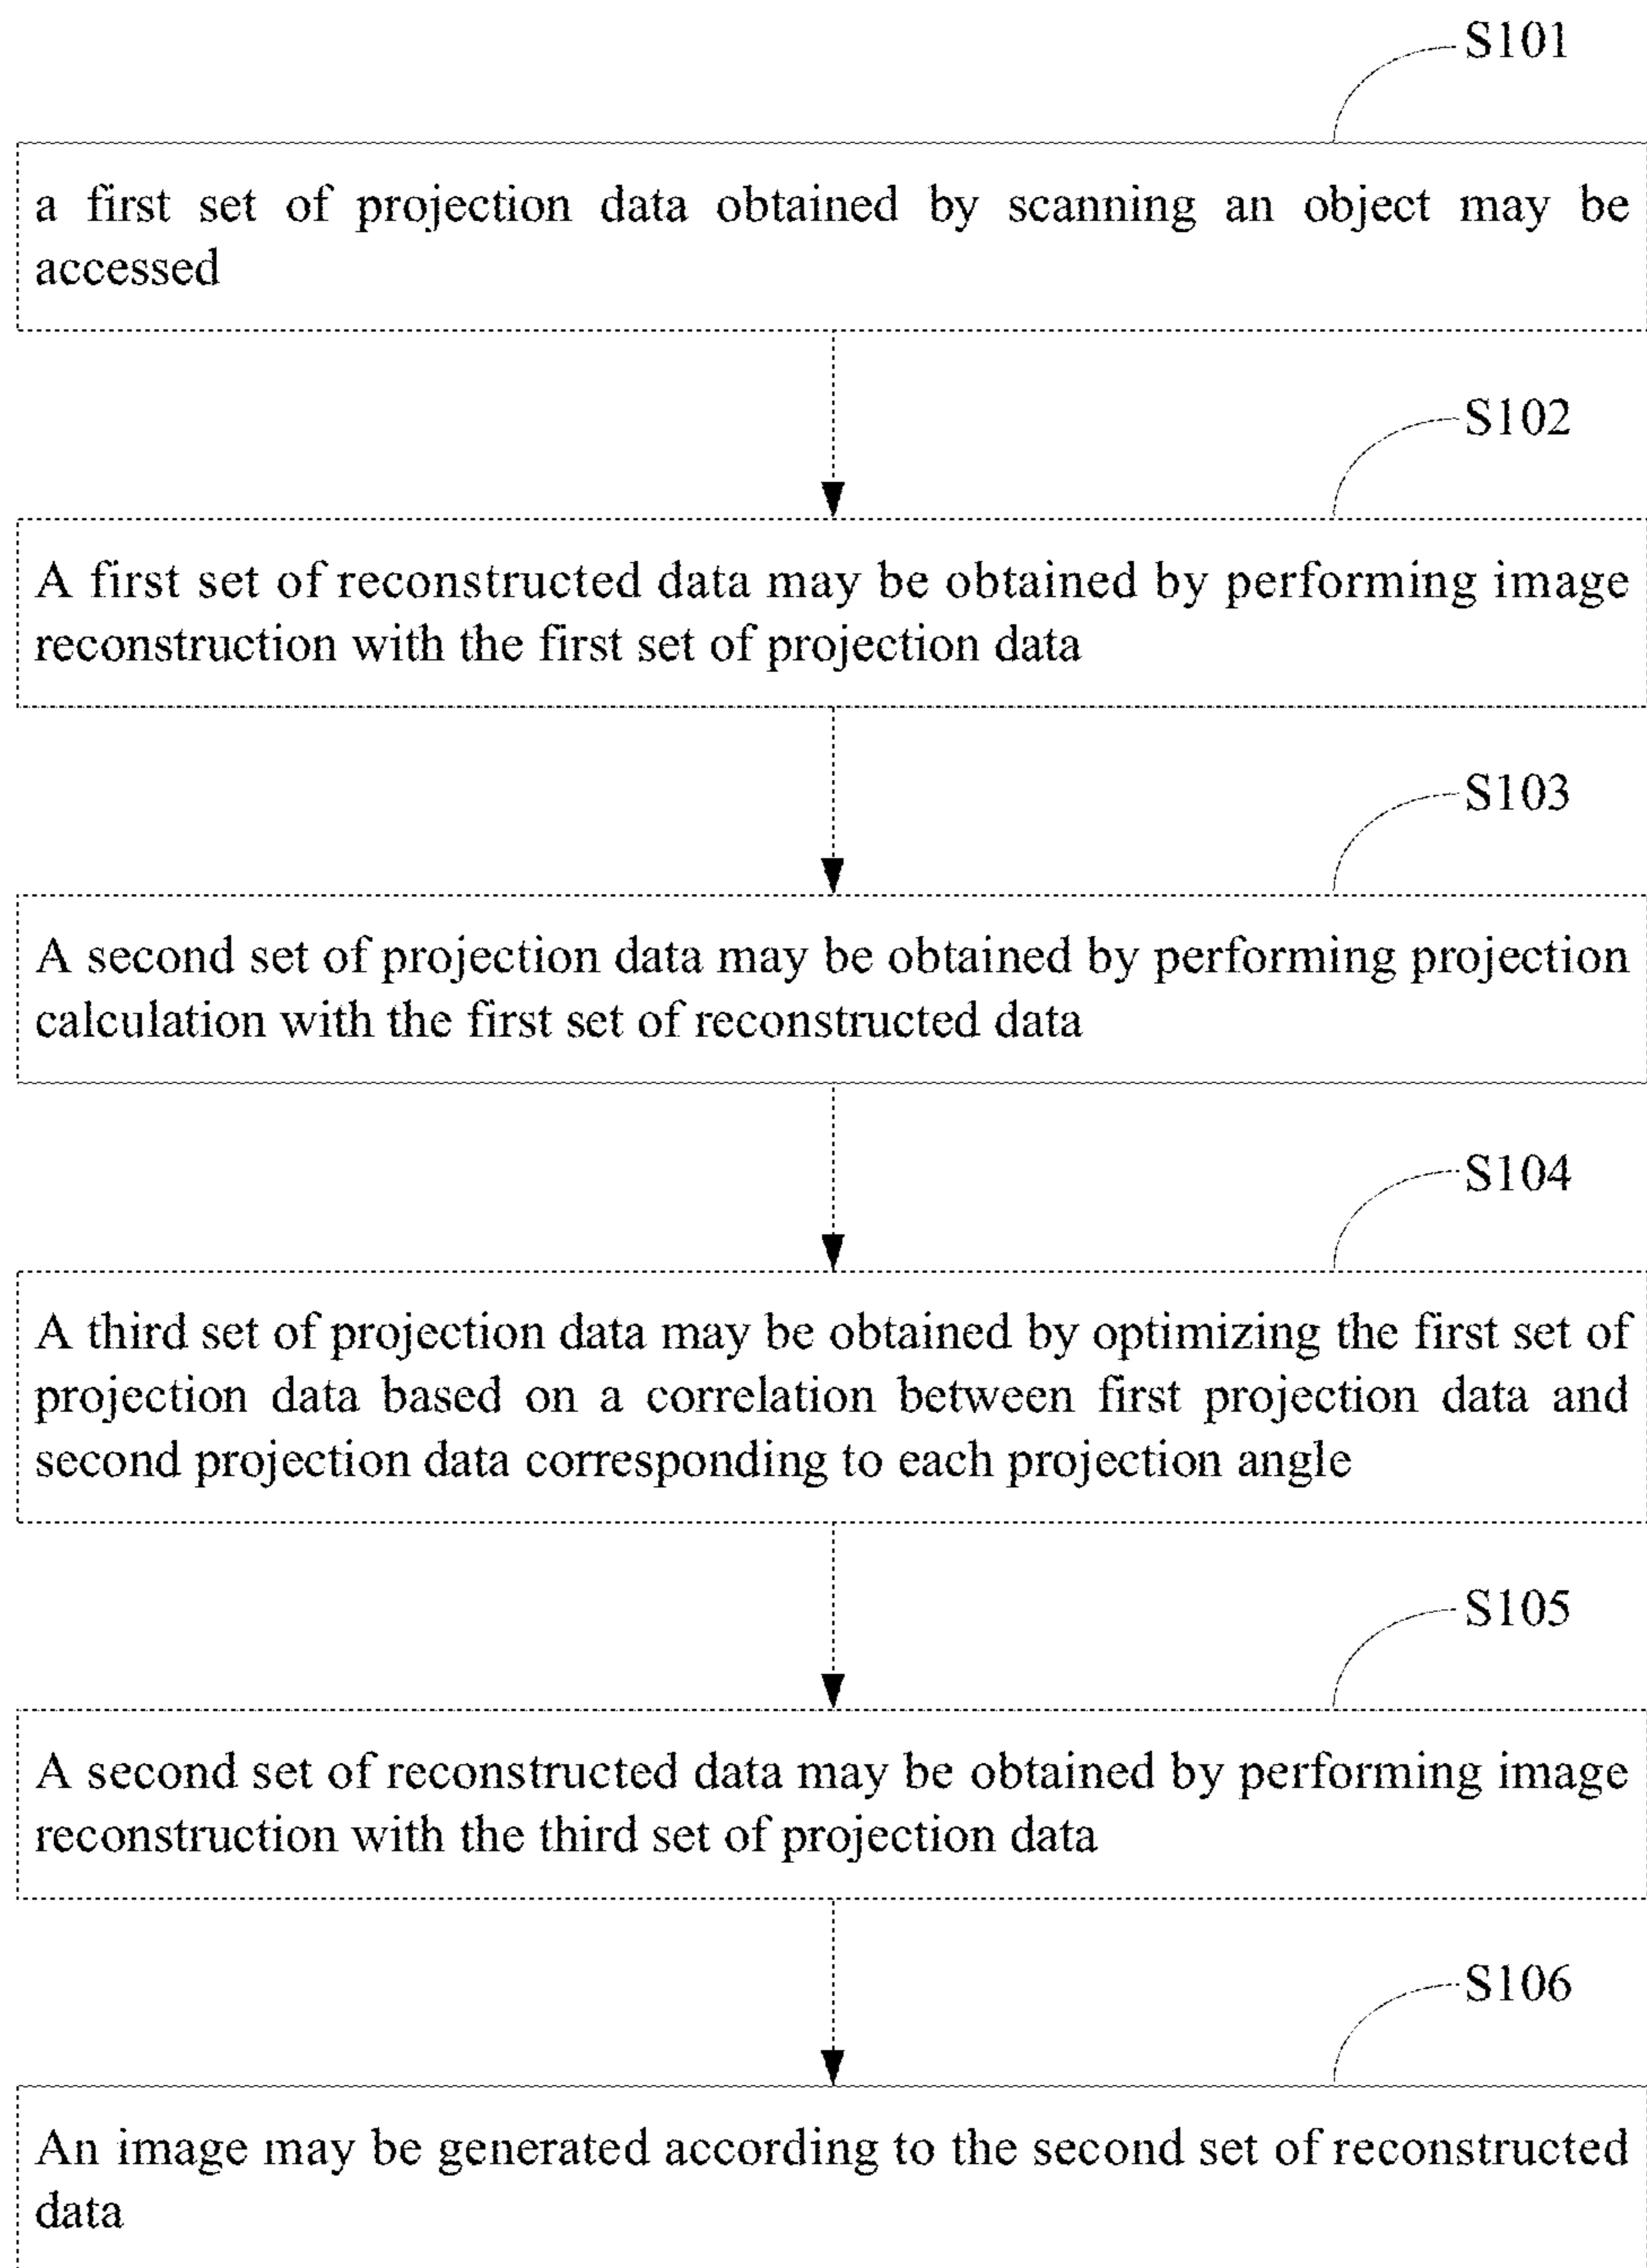 S101
a first set of projection data obtained by scanning an object may be
accessed
S102
A first set of reconstructed data may be obtained by performing image
reconstruction with the first set of projection data
S103
A second set of projection data may be obtained by performing projection
calculation with the first set of reconstructed data
S104
A third set of projection data may be obtained by optimizing the first set of
projection data based on a correlation between first projection data and
second projection data corresponding to each projection angle
S105
A second set of reconstructed data may be obtained by performing image
reconstruction with the third set of projection data
S106
An image may be generated according to the second set of reconstructed
data